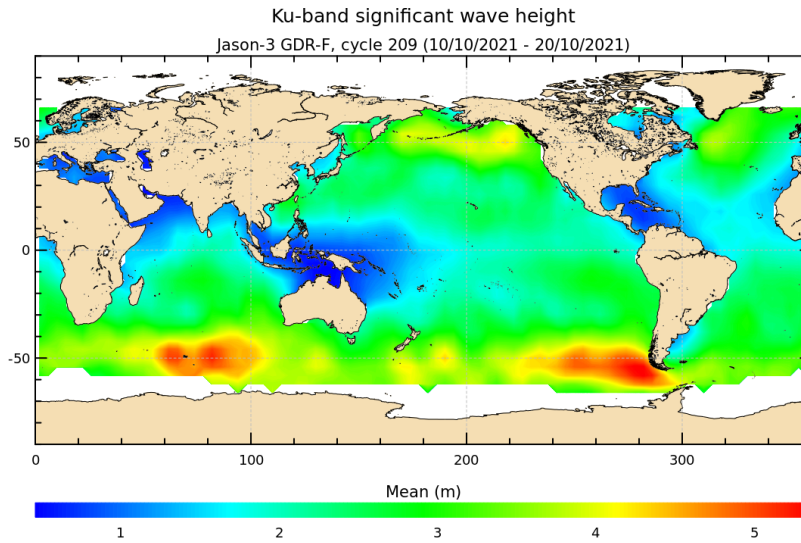 Ku-band significant wave height
Jason-3 GDR-F, cycle 209 (10/10/2021 - 20/10/2021)
50
0
-50
0 100 200 300
Mean (m)
1 2 3 4 5